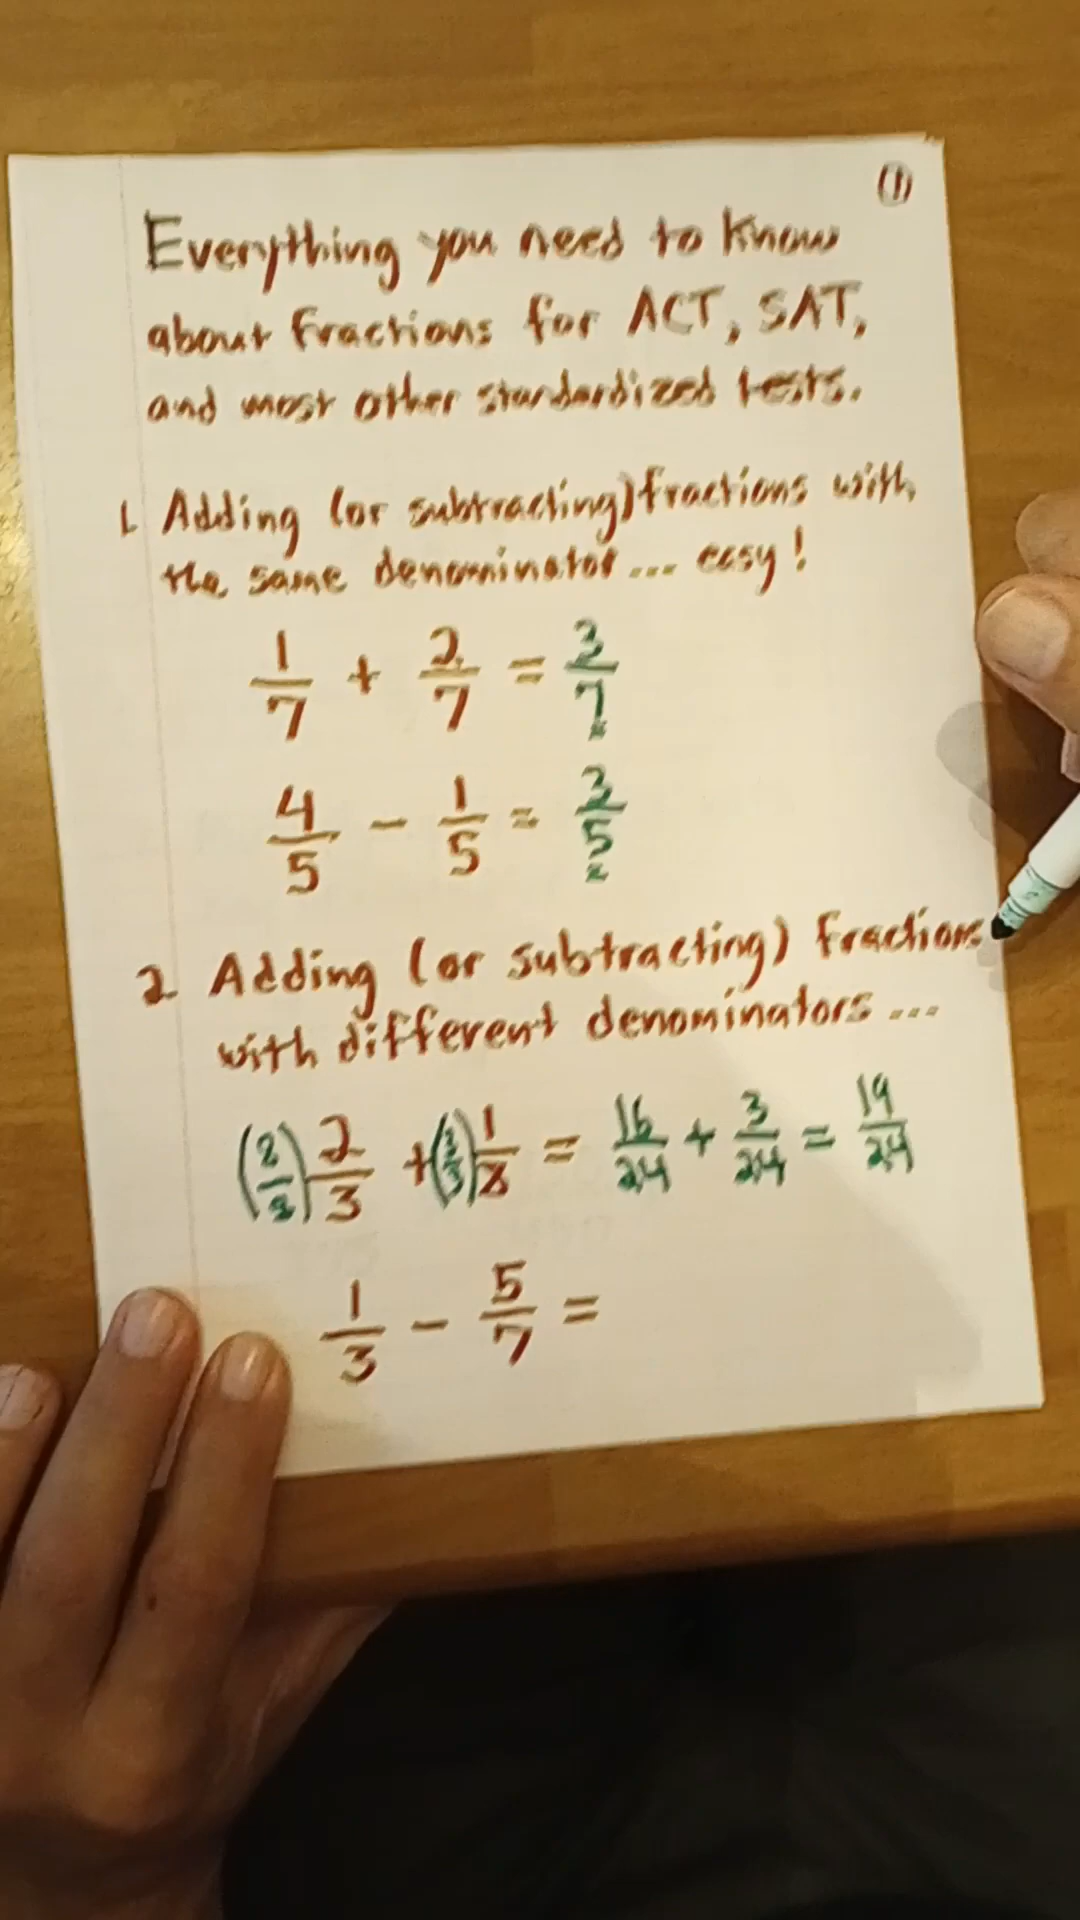 (1)
Everything you need to know
about fractions for ACT, SAT,
and most other standardized tests.
1. Adding (or subtracting) fractions with
the same denominator... easy!
1/7 + 2/7 = 3/7
4/5 - 1/5 = 3/5
2 Adding (or subtracting) fractions
with different denominators...
(8/8) 2/3 + (3/3) 1/8 = 16/24 + 3/24 = 19/24
1/3 - 5/7 =